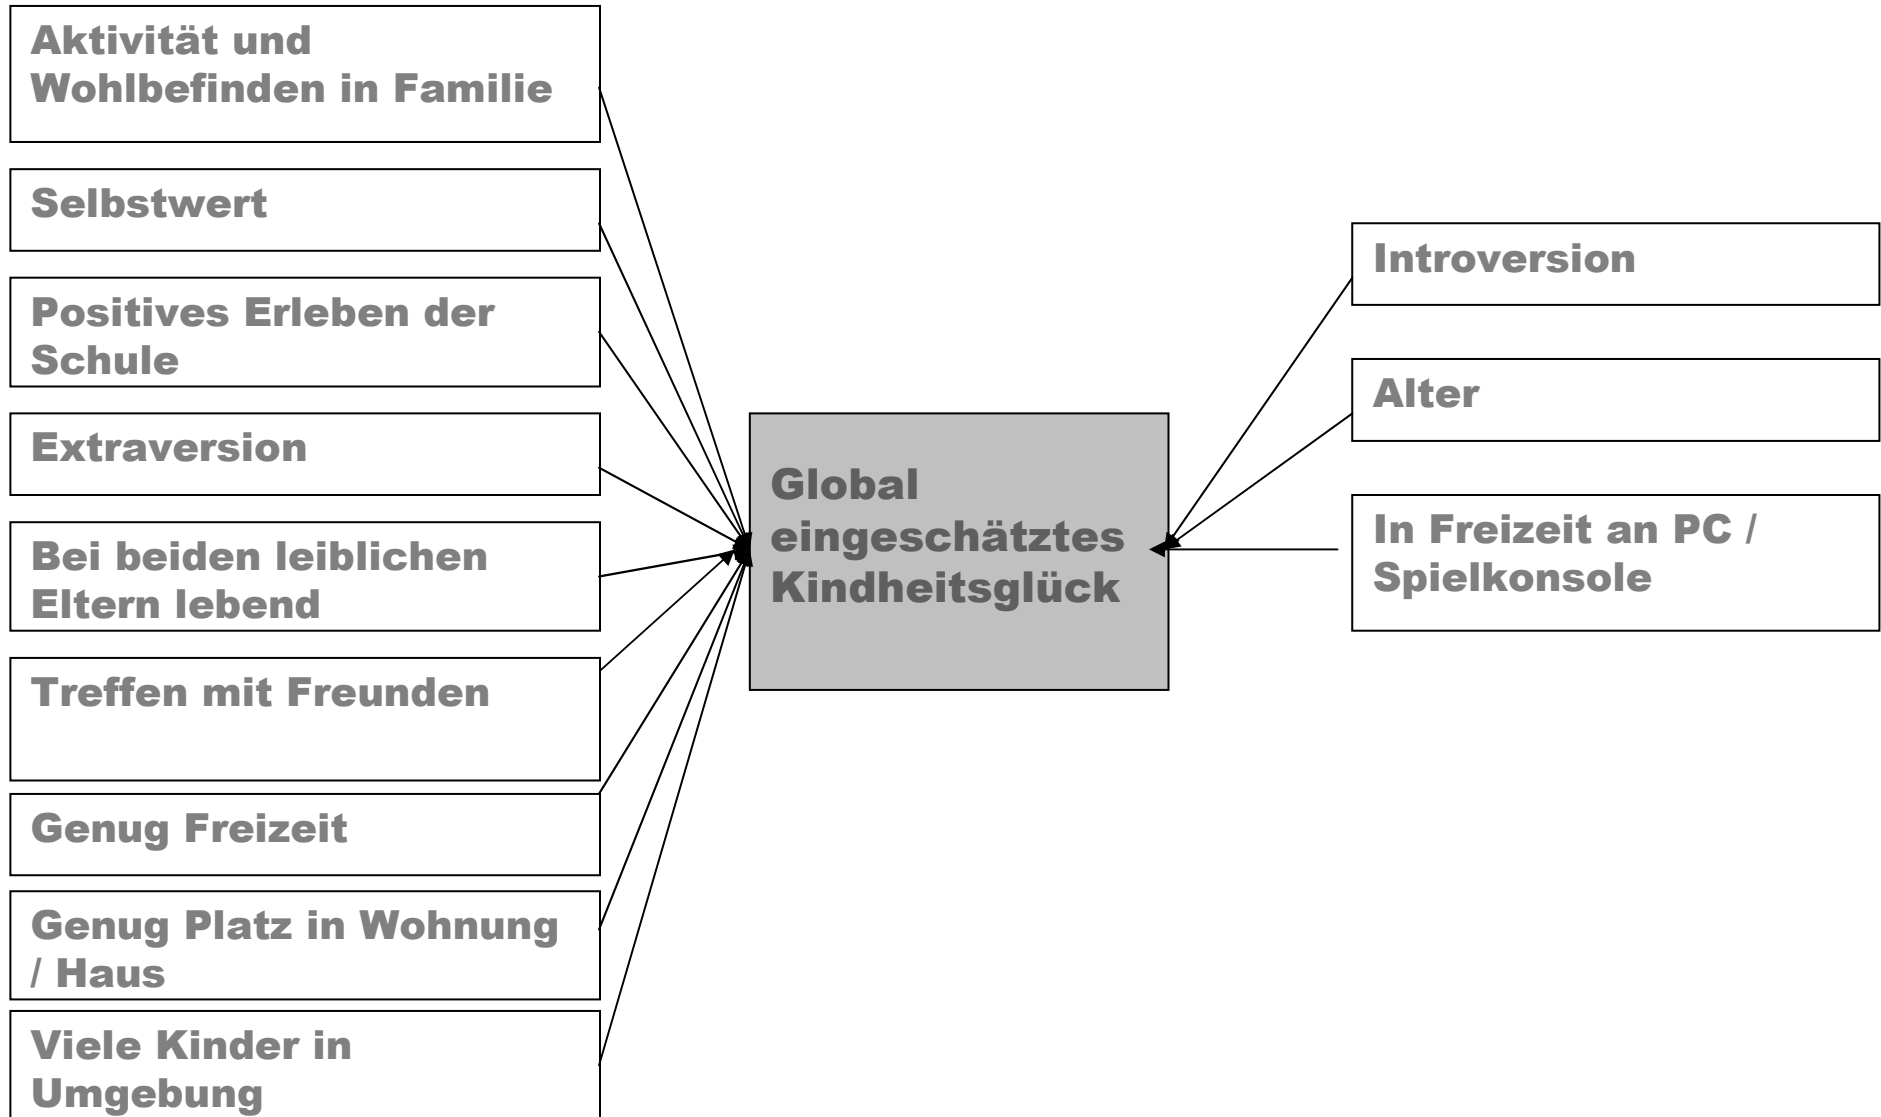 Aktivität und
Wohlbefinden in Familie
Selbstwert
Positives Erleben der
Schule
Extraversion
Bei beiden leiblichen
Eltern lebend
Treffen mit Freunden
Genug Freizeit
Genug Platz in Wohnung
/ Haus
Viele Kinder in
Umgebung
Global
eingeschätztes
Kindheitsglück
Introversion
Alter
In Freizeit an PC /
Spielkonsole